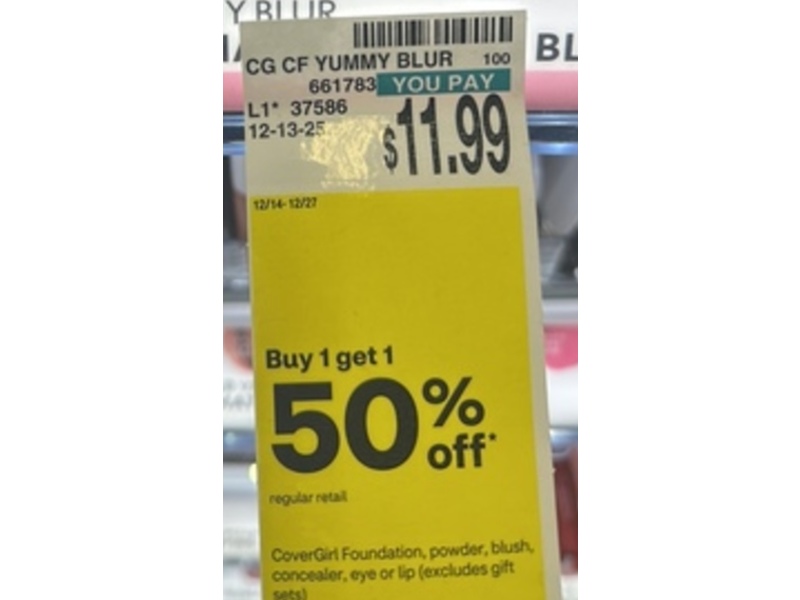 Y BLUR
BL
CG CF YUMMY BLUR 100
661783 YOU PAY
L1* 37586
12-13-25
$11.99
12/14-12/27
Buy 1 get 1
50%
off*
regular retail
CoverGirl Foundation, powder, blush,
concealer, eye or lip (excludes gift
sets)